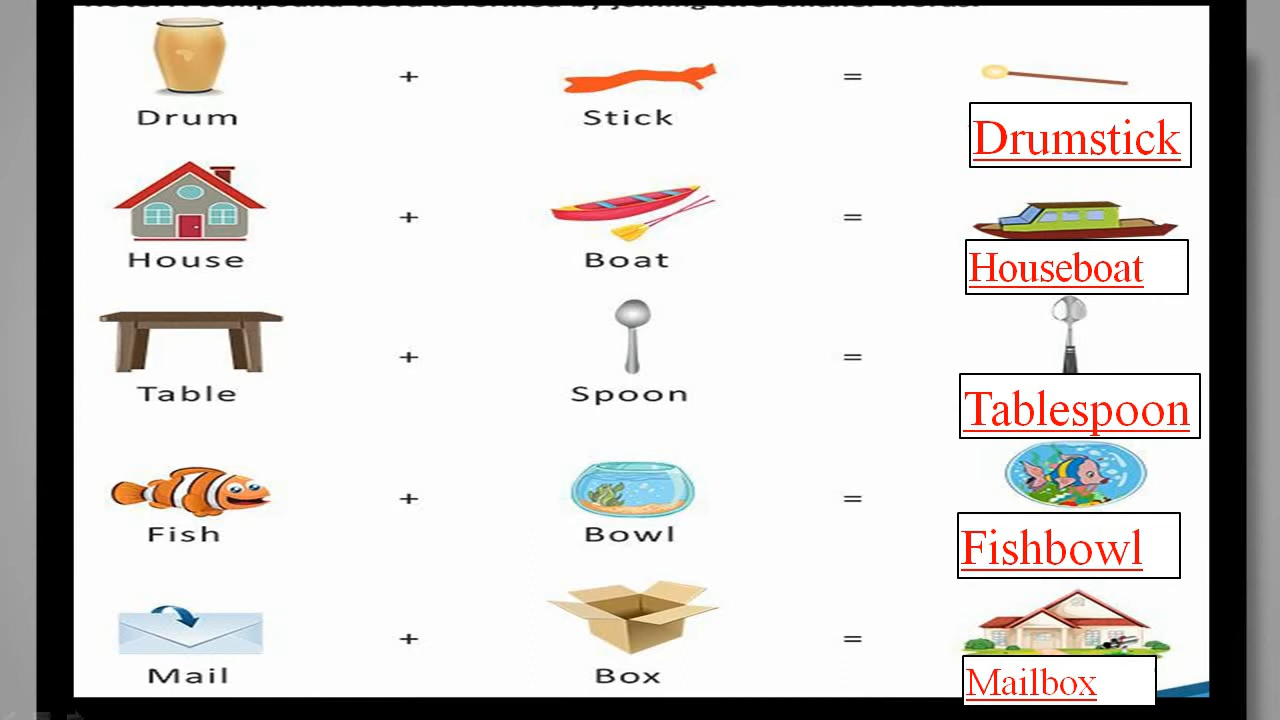 Drum + Stick = Drumstick
House + Boat = Houseboat
Table + Spoon = Tablespoon
Fish + Bowl = Fishbowl
Mail + Box = Mailbox